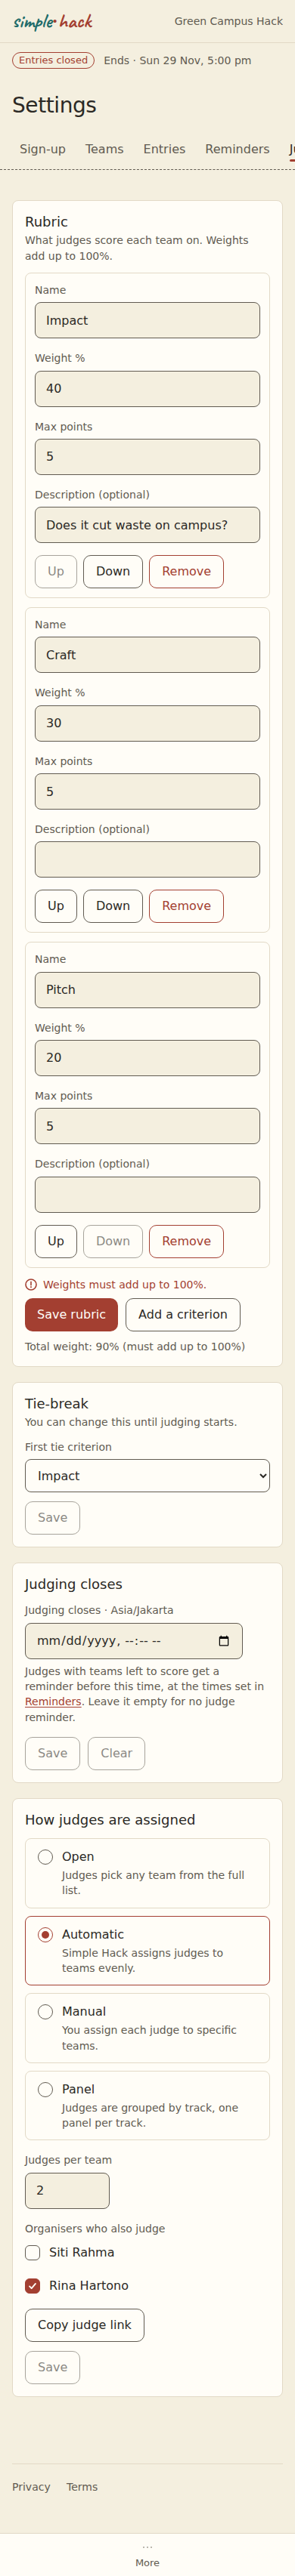 simple hack
Green Campus Hack
Entries closed
Ends · Sun 29 Nov, 5:00 pm
Settings
Sign-up
Teams
Entries
Reminders
Rubric
What judges score each team on. Weights
add up to 100%.
Name
Impact
Weight %
40
Max points
5
Description (optional)
Does it cut waste on campus?
Up
Down
Remove
Name
Craft
Weight %
30
Max points
5
Description (optional)
Up
Down
Remove
Name
Pitch
Weight %
20
Max points
5
Description (optional)
Up
Down
Remove
Weights must add up to 100%.
Save rubric
Add a criterion
Total weight: 90% (must add up to 100%)
Tie-break
You can change this until judging starts.
First tie criterion
Impact
Save
Judging closes
Judging closes · Asia/Jakarta
mm/dd/yyyy, --:-- --
Judges with teams left to score get a
reminder before this time, at the times set in
Reminders. Leave it empty for no judge
reminder.
Save
Clear
How judges are assigned
Open
Judges pick any team from the full
list.
Automatic
Simple Hack assigns judges to
teams evenly.
Manual
You assign each judge to specific
teams.
Panel
Judges are grouped by track, one
panel per track.
Judges per team
2
Organisers who also judge
Siti Rahma
Rina Hartono
Copy judge link
Save
Privacy
Terms
...
More